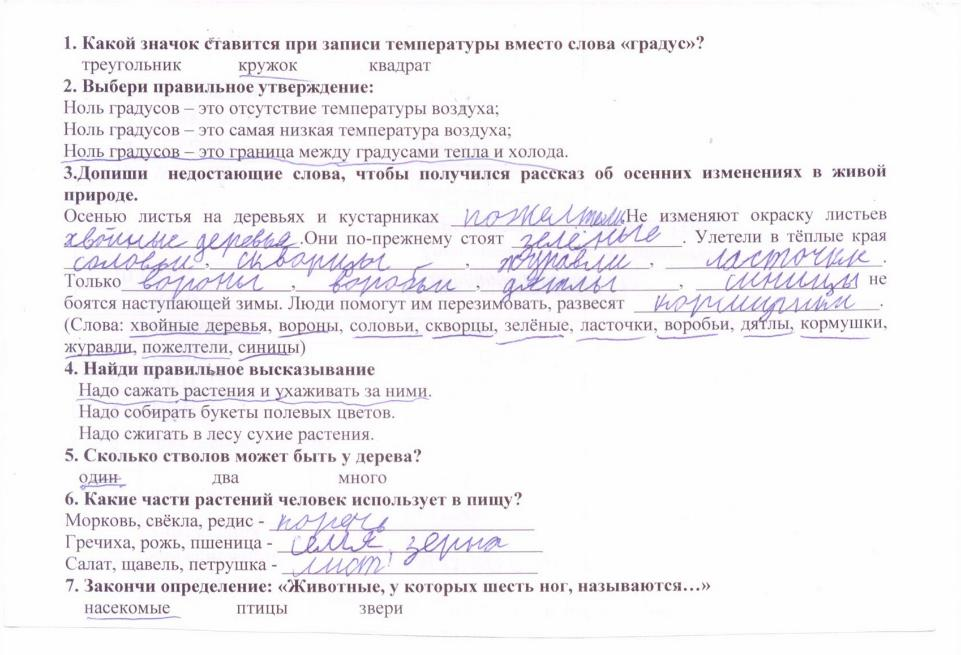 1. Какой значок ставится при записи температуры вместо слова «градус»?
треугольник кружок квадрат
2. Выбери правильное утверждение:
Ноль градусов – это отсутствие температуры воздуха;
Ноль градусов – это самая низкая температура воздуха;
Ноль градусов – это граница между градусами тепла и холода.
3.Допиши недостающие слова, чтобы получился рассказ об осенних изменениях в живой
природе.
Осенью листья на деревьях и кустарниках пожелтели Не изменяют окраску листьев
хвойные деревья.Они по-прежнему стоят зелёные. Улетели в тёплые края
соловьи, скворцы, журавли, ласточки.
Только вороны, воробьи, дятлы, синицы не
боятся наступающей зимы. Люди помогут им перезимовать, развесят кормушки.
(Слова: хвойные деревья, вороны, соловьи, скворцы, зелёные, ласточки, воробьи, дятлы, кормушки,
журавли, пожелтели, синицы)
4. Найди правильное высказывание
Надо сажать растения и ухаживать за ними.
Надо собирать букеты полевых цветов.
Надо сжигать в лесу сухие растения.
5. Сколько стволов может быть у дерева?
один два много
6. Какие части растений человек использует в пищу?
Морковь, свёкла, редис -
Гречиха, рожь, пшеница - семя, зерна
Салат, щавель, петрушка - лист
7. Закончи определение: «Животные, у которых шесть ног, называются…»
насекомые птицы звери